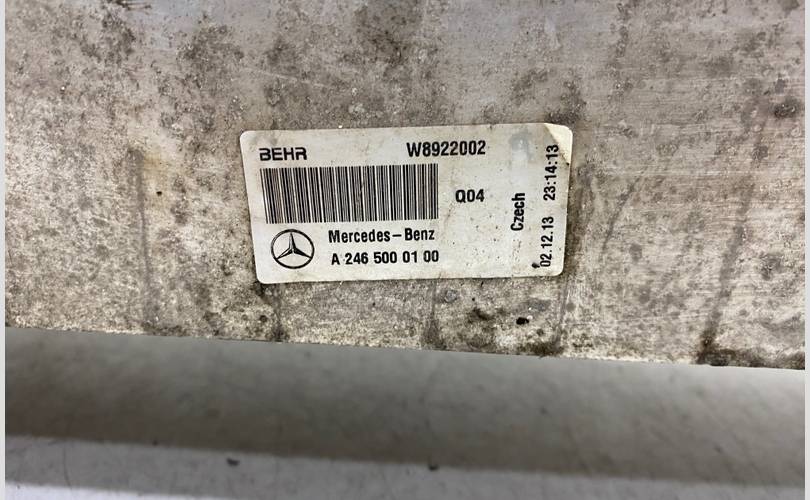 BEHR
W8922002
Q04
Mercedes-Benz
A 246 500 01 00
Czech
02.12.13 23:14:13